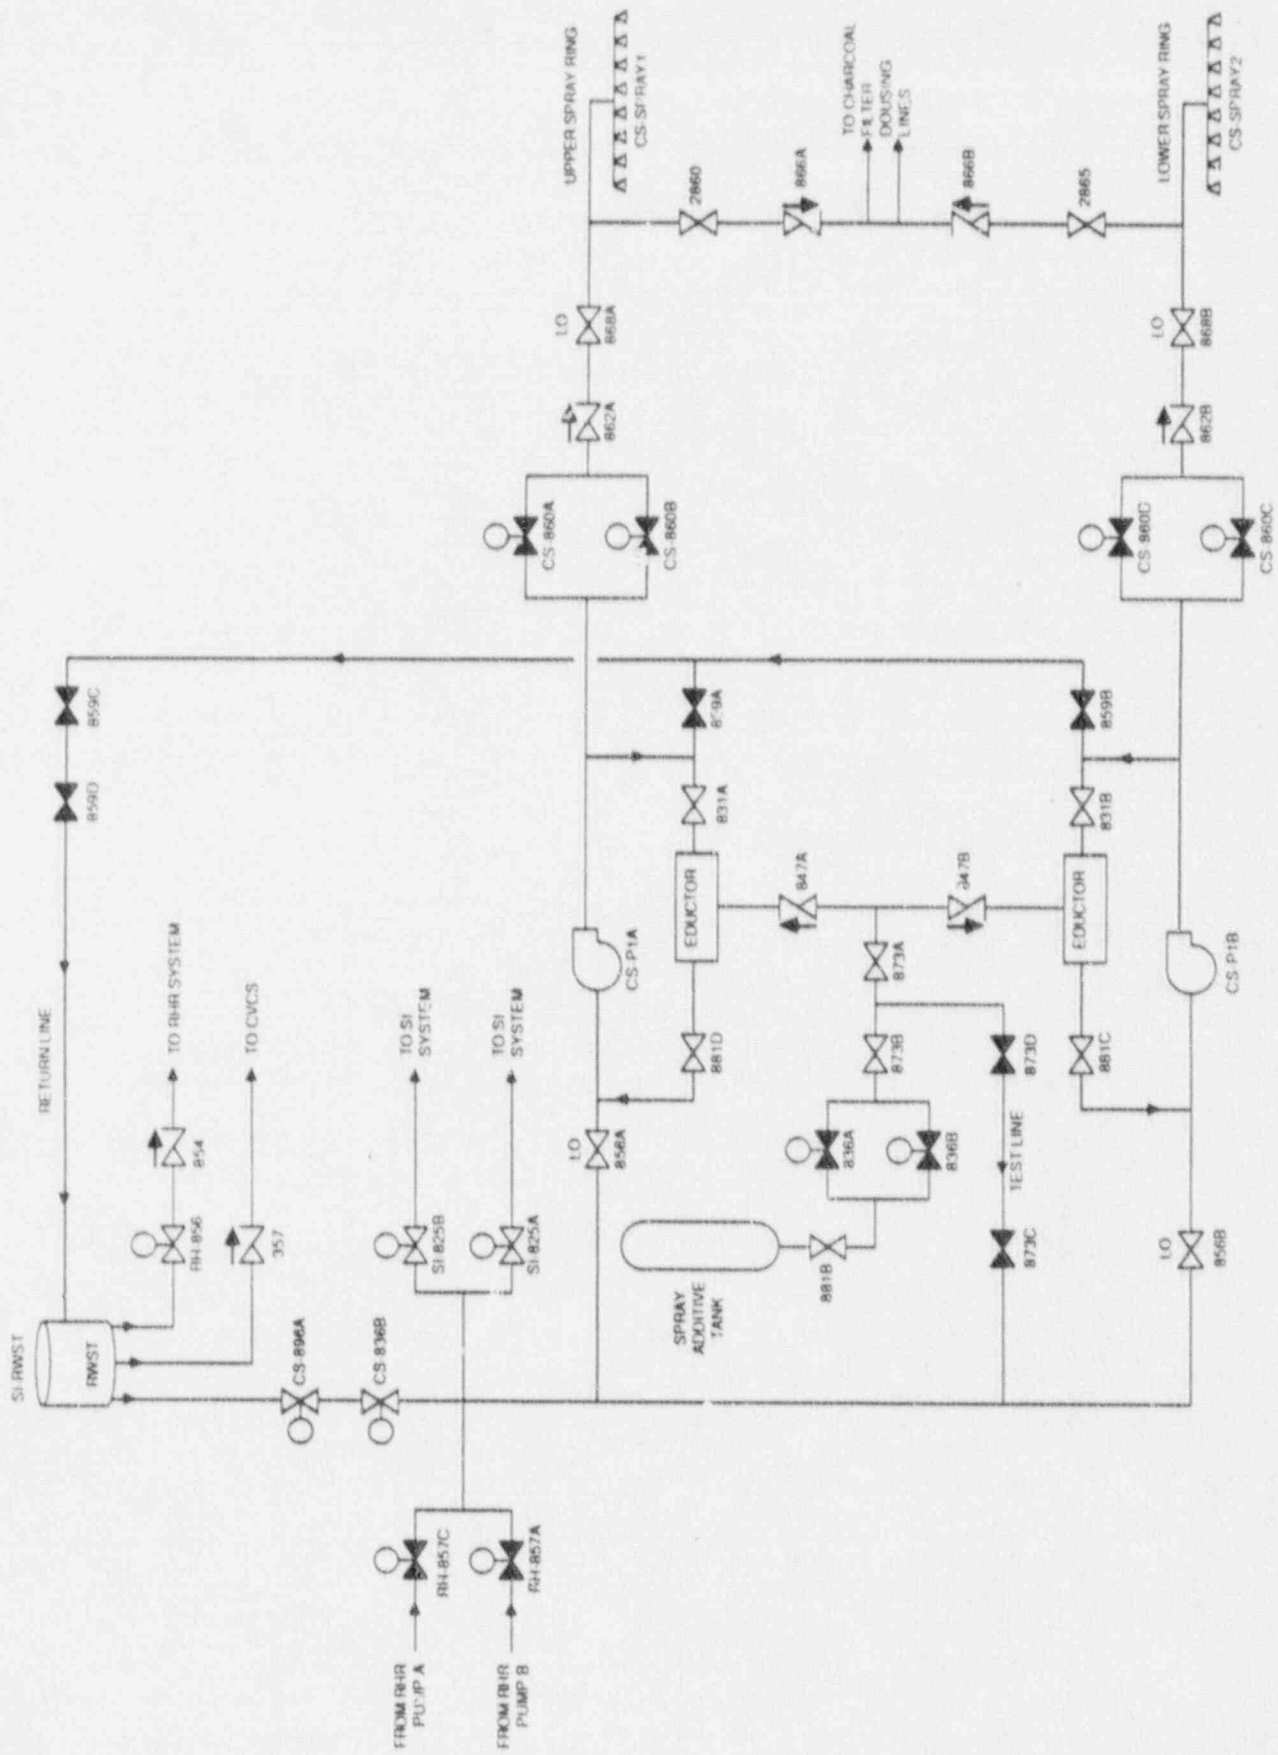 SI-RWST
RWST
RETURN LINE
859D
859C
RH-856
854
TO RHR SYSTEM
357
TO CVCS
CS-896A
CS-836B
FROM RHR
PUMP A
RH-857C
FROM RHR
PUMP B
RH-857A
SI-825B
TO SI
SYSTEM
SI-825A
TO SI
SYSTEM
LO
856A
CS-P1A
CS-860A
CS-860B
862A
LO
868A
UPPER SPRAY RING
CS-SPRAY1
881D
EDUCTOR
831A
859A
2860
866A
TO CHARCOAL
FILTER
DOUSING
LINES
866B
2865
SPRAY
ADDITIVE
TANK
881B
836A
836B
873B
873A
847A
847B
873C
TEST LINE
873D
881C
EDUCTOR
831B
859B
LO
856B
CS-P1B
CS-860D
CS-860C
862B
LO
868B
LOWER SPRAY RING
CS-SPRAY2